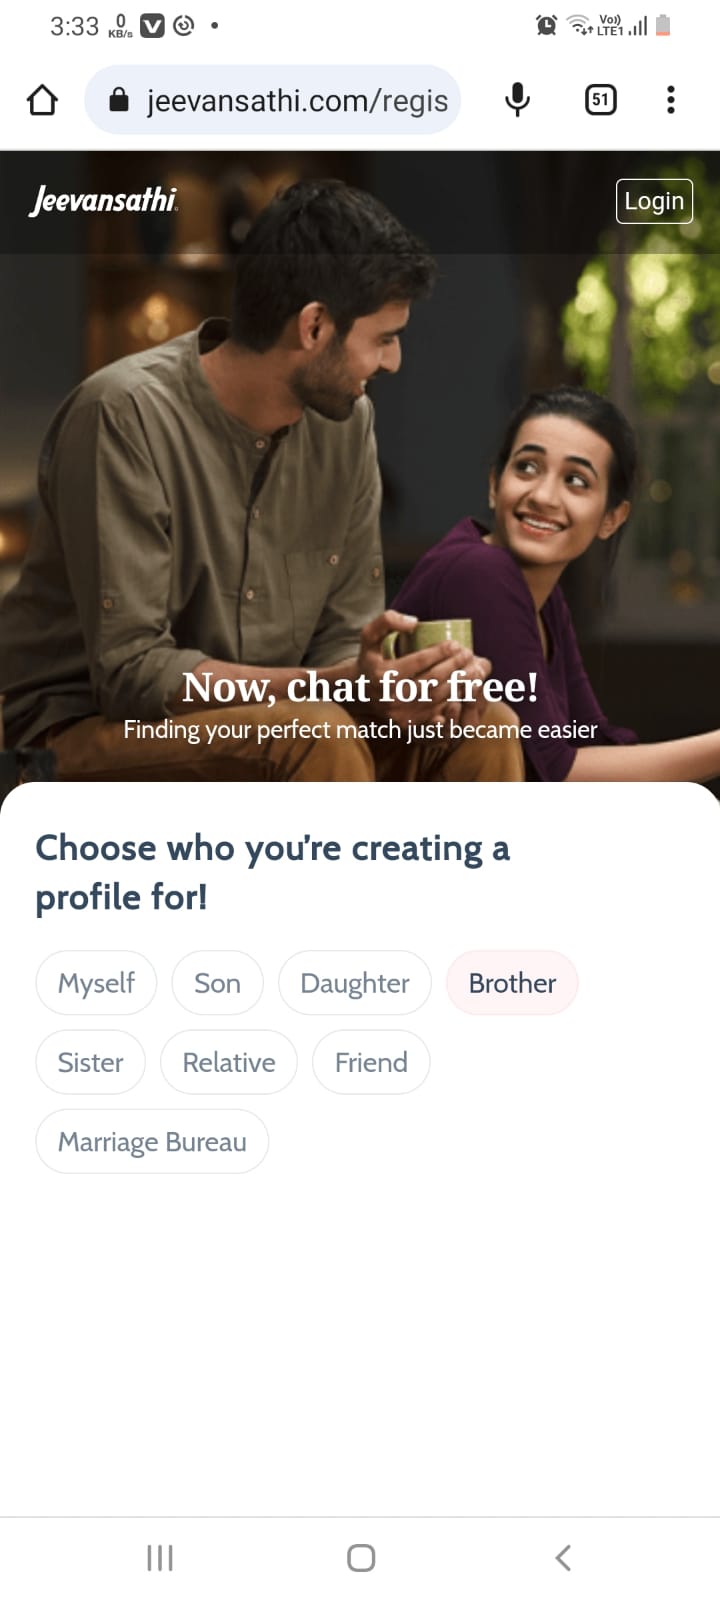 3:33 0 KB/s V
Vo)) LTE1
jeevansathi.com/regis 51
Jeevansathi Login
Now, chat for free!
Finding your perfect match just became easier
Choose who you're creating a
profile for!
Myself Son Daughter Brother
Sister Relative Friend
Marriage Bureau